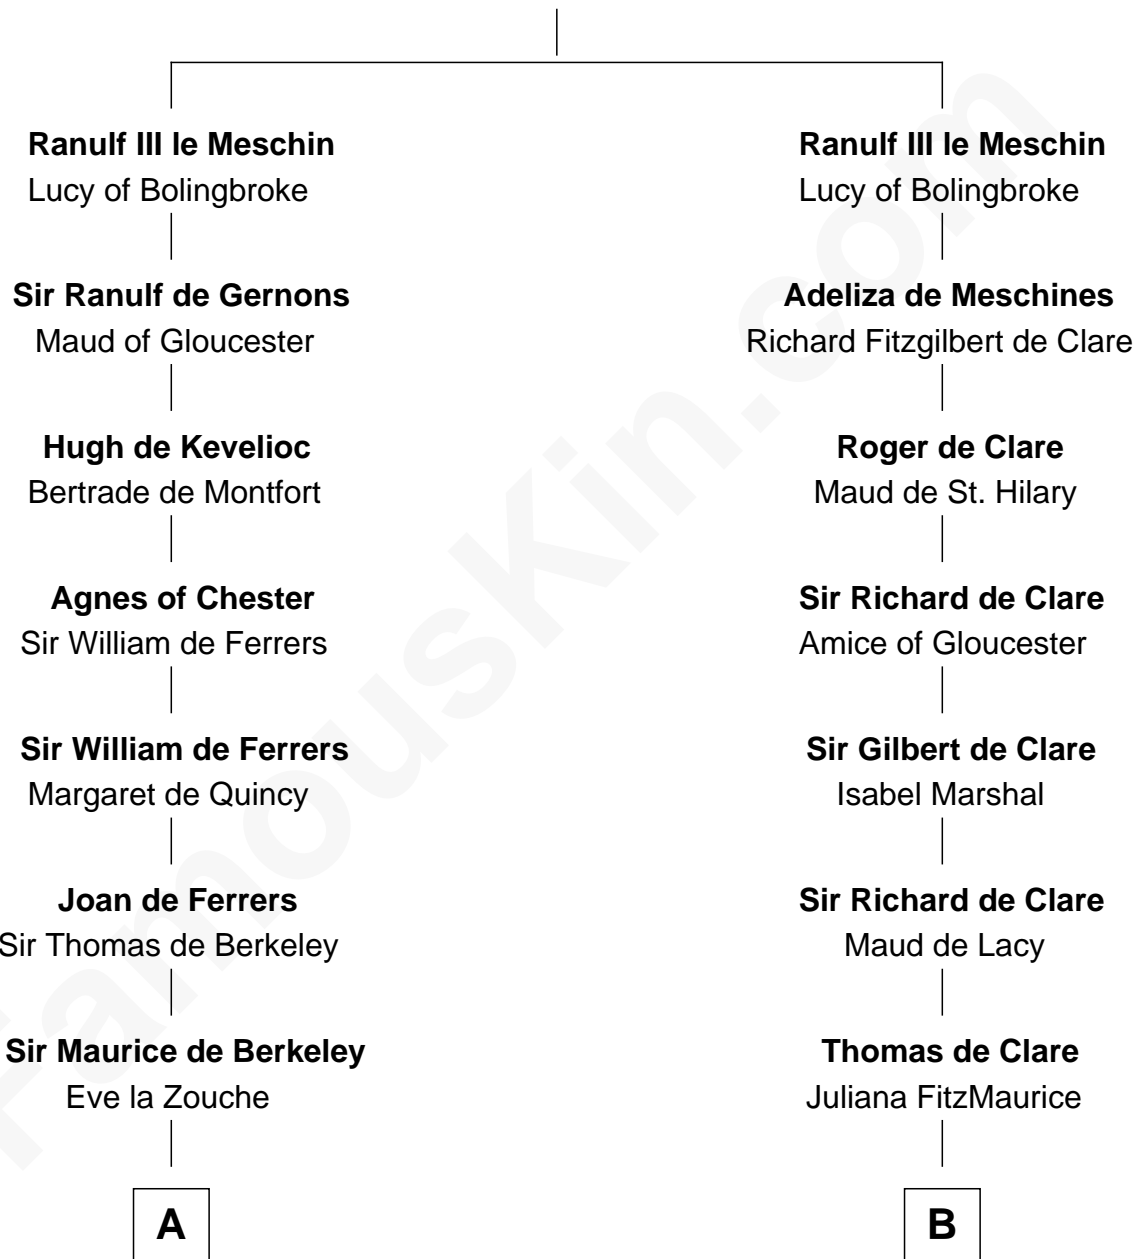 Ranulf III le Meschin
Lucy of Bolingbroke
Sir Ranulf de Gernons
Maud of Gloucester
Hugh de Kevelioc
Bertrade de Montfort
Agnes of Chester
Sir William de Ferrers
Sir William de Ferrers
Margaret de Quincy
Joan de Ferrers
Sir Thomas de Berkeley
Sir Maurice de Berkeley
Eve la Zouche
A
Ranulf III le Meschin
Lucy of Bolingbroke
Adeliza de Meschines
Richard Fitzgilbert de Clare
Roger de Clare
Maud de St. Hilary
Sir Richard de Clare
Amice of Gloucester
Sir Gilbert de Clare
Isabel Marshal
Sir Richard de Clare
Maud de Lacy
Thomas de Clare
Juliana FitzMaurice
B
FamousKin.com